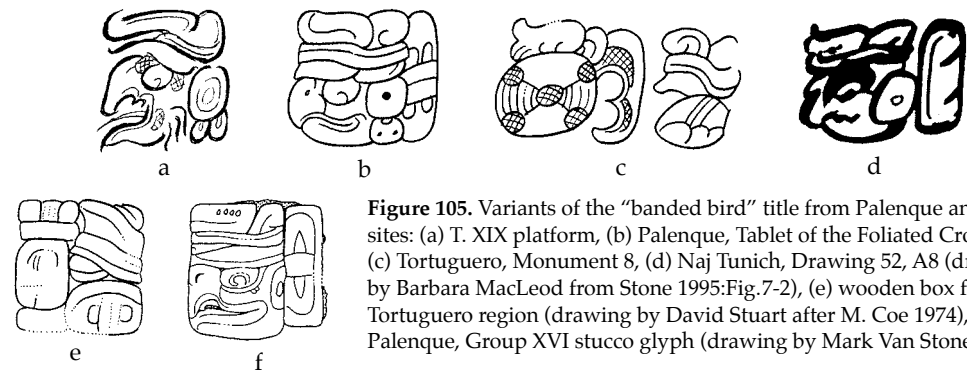 a
b
c
d
e
f
Figure 105. Variants of the “banded bird” title from Palenque
sites: (a) T. XIX platform, (b) Palenque, Tablet of the Foliated
(c) Tortuguero, Monument 8, (d) Naj Tunich, Drawing 52, A8
by Barbara MacLeod from Stone 1995:Fig.7-2), (e) wooden box
Tortuguero region (drawing by David Stuart after M. Coe 1974),
Palenque, Group XVI stucco glyph (drawing by Mark Van